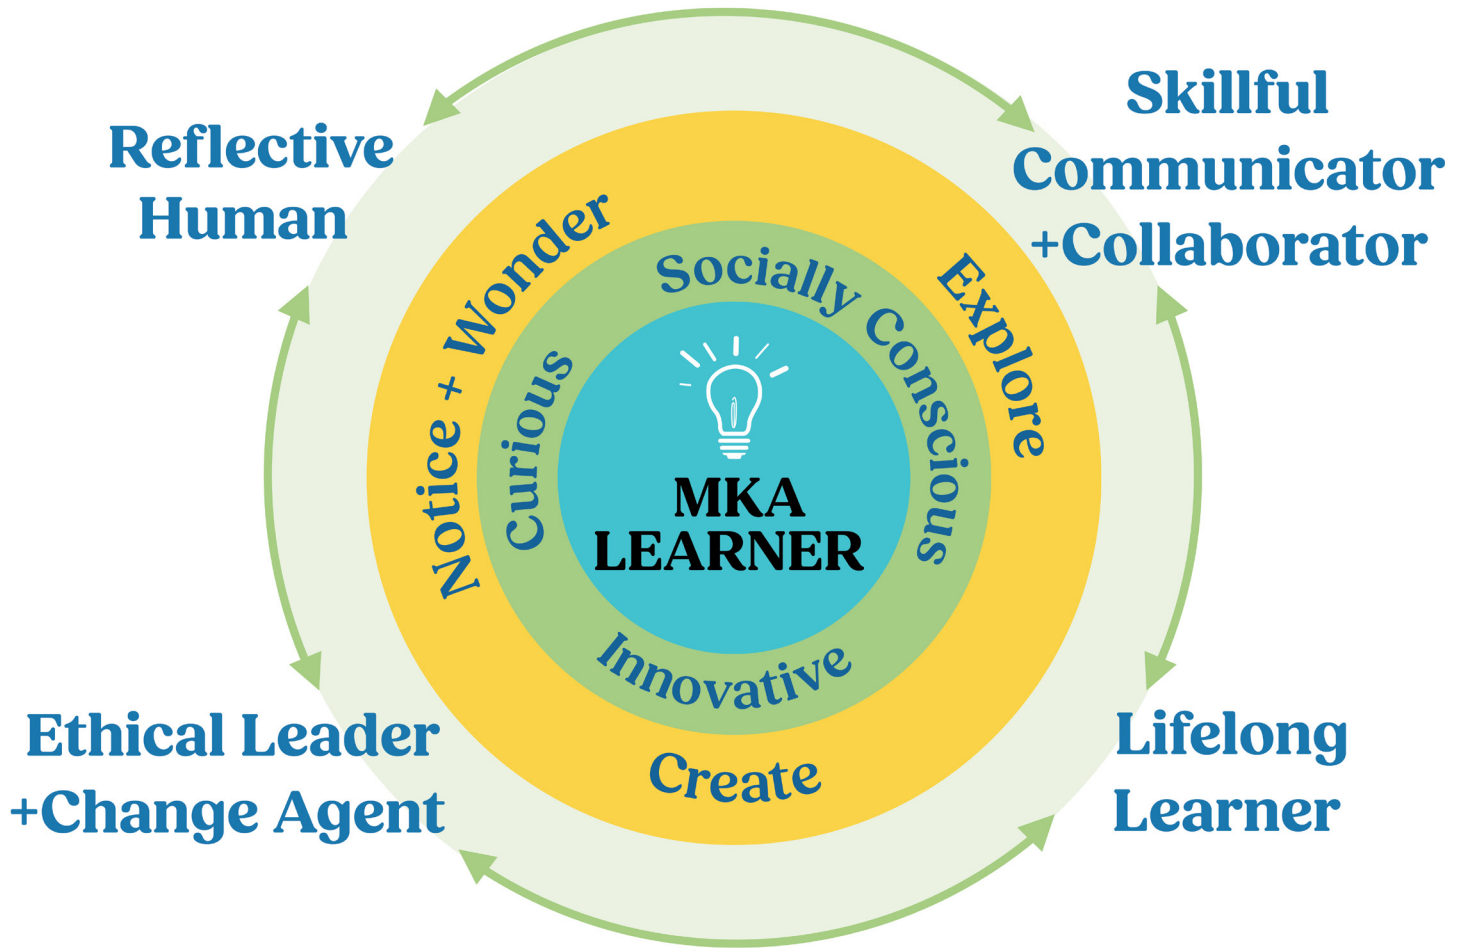 Reflective
Human
Skillful
Communicator
+Collaborator
Notice + Wonder
Explore
Socially Conscious
Curious
MKA
LEARNER
Innovative
Create
Ethical Leader
+Change Agent
Lifelong
Learner